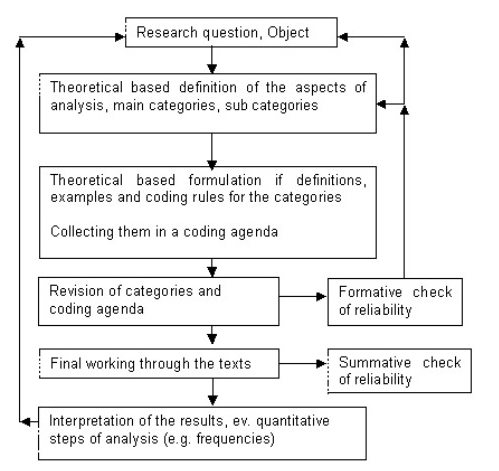 Research question, Object
Theoretical based definition of the aspects of
analysis, main categories, sub categories
Theoretical based formulation if definitions,
examples and coding rules for the categories
Collecting them in a coding agenda
Revision of categories and
coding agenda
Formative check
of reliability
Final working through the texts
Summative check
of reliability
Interpretation of the results, ev. quantitative
steps of analysis (e.g. frequencies)